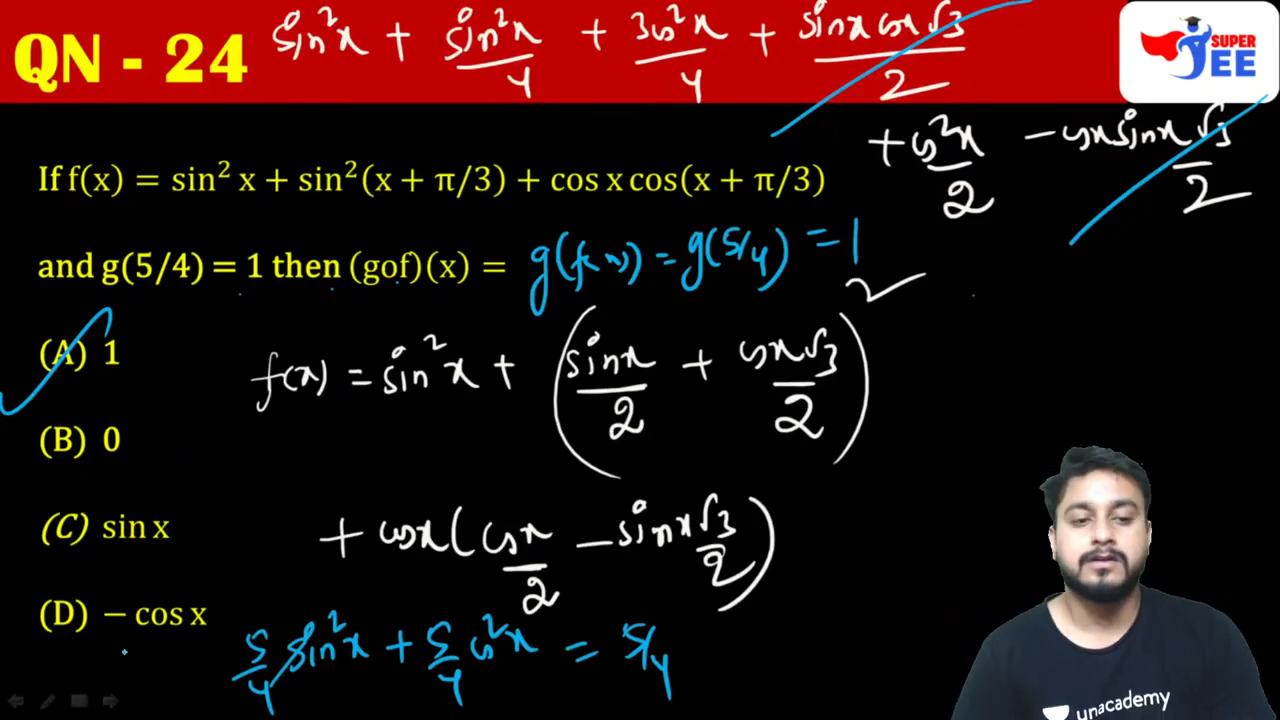 QN - 24
sin²x + sin²x/4 + 3cos²x/4 + sinx cosx √3/2
SUPER
JEE
+ cos²x/2 − cosx sinx √3/2
If f(x) = sin² x + sin² (x + π/3) + cos x cos(x + π/3)
and g(5/4) = 1 then (gof)(x) = g(f(x)) = g(5/4) = 1
(A) 1
f(x) = sin²x + (sinx/2 + cosx √3/2)²
(B) 0
(C) sin x
+ cosx (cosx/2 − sinx √3/2)
(D) − cos x
5/4 sin²x + 5/4 cos²x = 5/4
unacademy